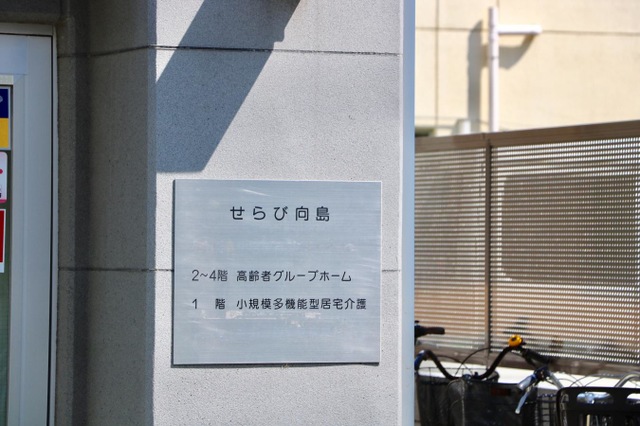 せらび向島
2~4階 高齢者グループホーム
1 階 小規模多機能型居宅介護